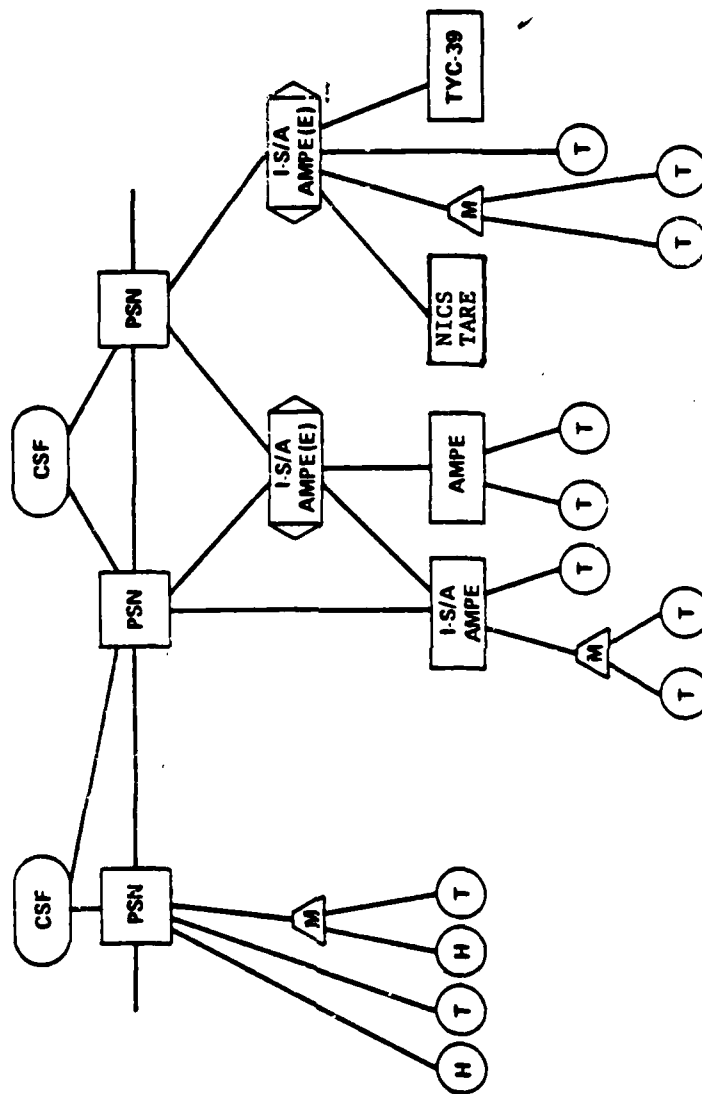 CSF
CSF
PSN
PSN
PSN
M
I-S/A
AMPE(E)
I-S/A
AMPE(E)
H
T
H
T
I-S/A
AMPE
AMPE
NICS
TARE
M
TYC-39
M
T
T
T
T
T
T
T
T